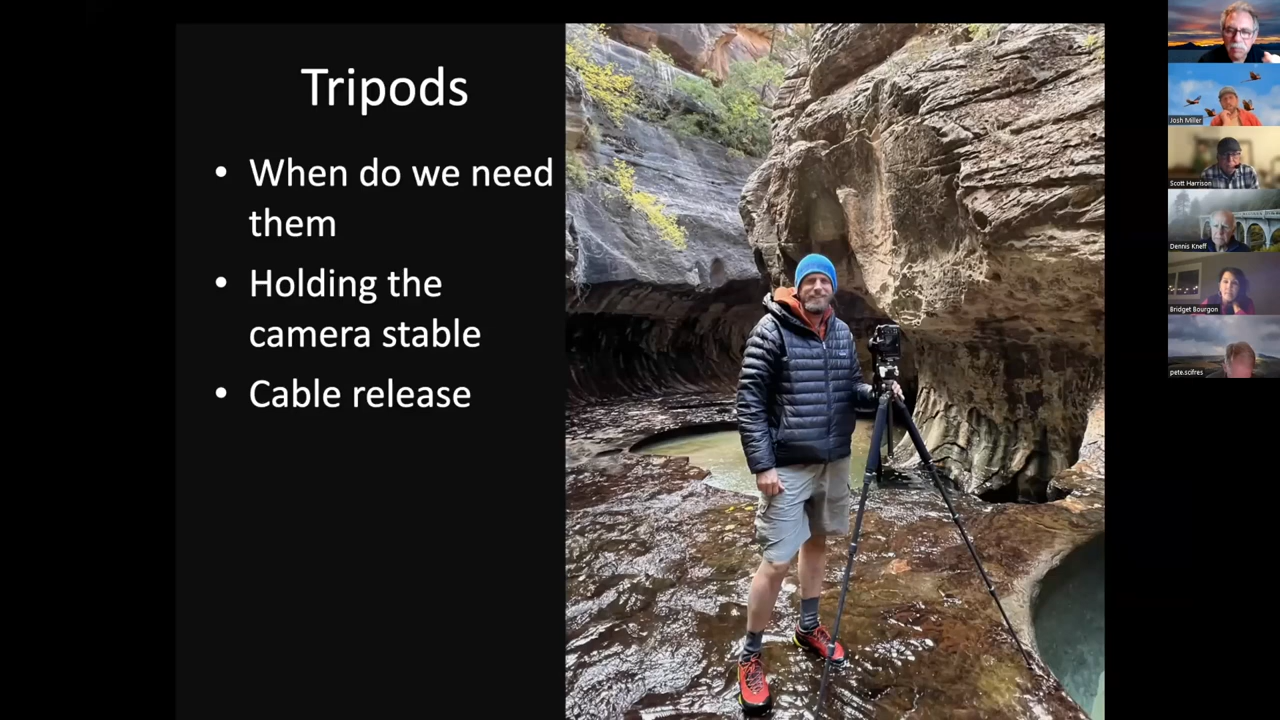 Tripods
• When do we need
them
• Holding the
camera stable
• Cable release
Josh Miller
Scott Harrison
Dennis Kneff
Bridget Bourgon
pete.scifres